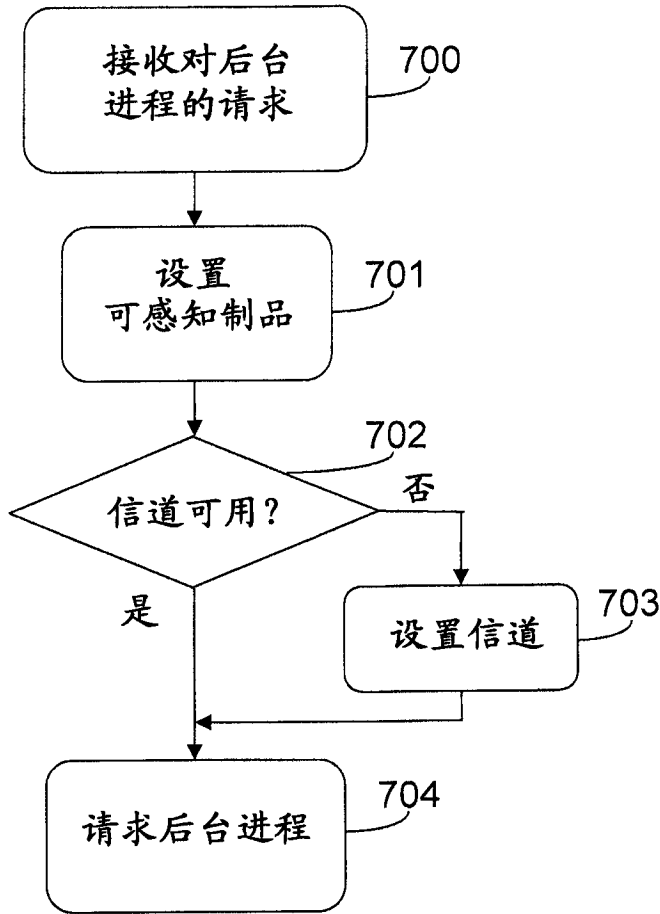 接收对后台
进程的请求
700
设置
可感知制品
701
702
信道可用?
否
是
设置信道
703
请求后台进程
704